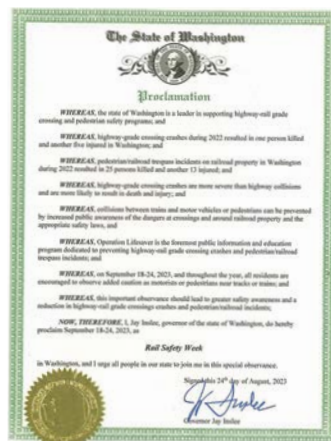 The State of Washington
Proclamation
WHEREAS, the state of Washington is a leader in supporting highway-rail grade
crossing and pedestrian safety programs; and
WHEREAS, highway-grade crossing crashes during 2022 resulted in one person killed
and another five injured in Washington; and
WHEREAS, pedestrian/railroad trespass incidents on railroad property in Washington
during 2022 resulted in 25 persons killed and another 13 injured; and
WHEREAS, highway-grade crossing crashes are more severe than highway collisions
and are more likely to result in death and injury; and
WHEREAS, collisions between trains and motor vehicles or pedestrians can be prevented
by increased public awareness of the dangers at crossings and around railroad property and the
appropriate safety laws, and
WHEREAS, Operation Lifesaver is the foremost public information and education
program dedicated to preventing highway-rail grade crossing crashes and pedestrian/railroad
trespass incidents; and
WHEREAS, on September 18-24, 2023, and throughout the year, all residents are
encouraged to observe added caution as motorists or pedestrians near tracks or trains; and
WHEREAS, this important observance should lead to greater safety awareness and a
reduction in highway-rail grade crossings crashes and pedestrian/railroad incidents;
NOW, THEREFORE, I, Jay Inslee, governor of the state of Washington, do hereby
proclaim September 18-24, 2023, as
Rail Safety Week
in Washington, and I urge all people in our state to join me in this special observance.
Signed this 24th day of August, 2023
Governor Jay Inslee